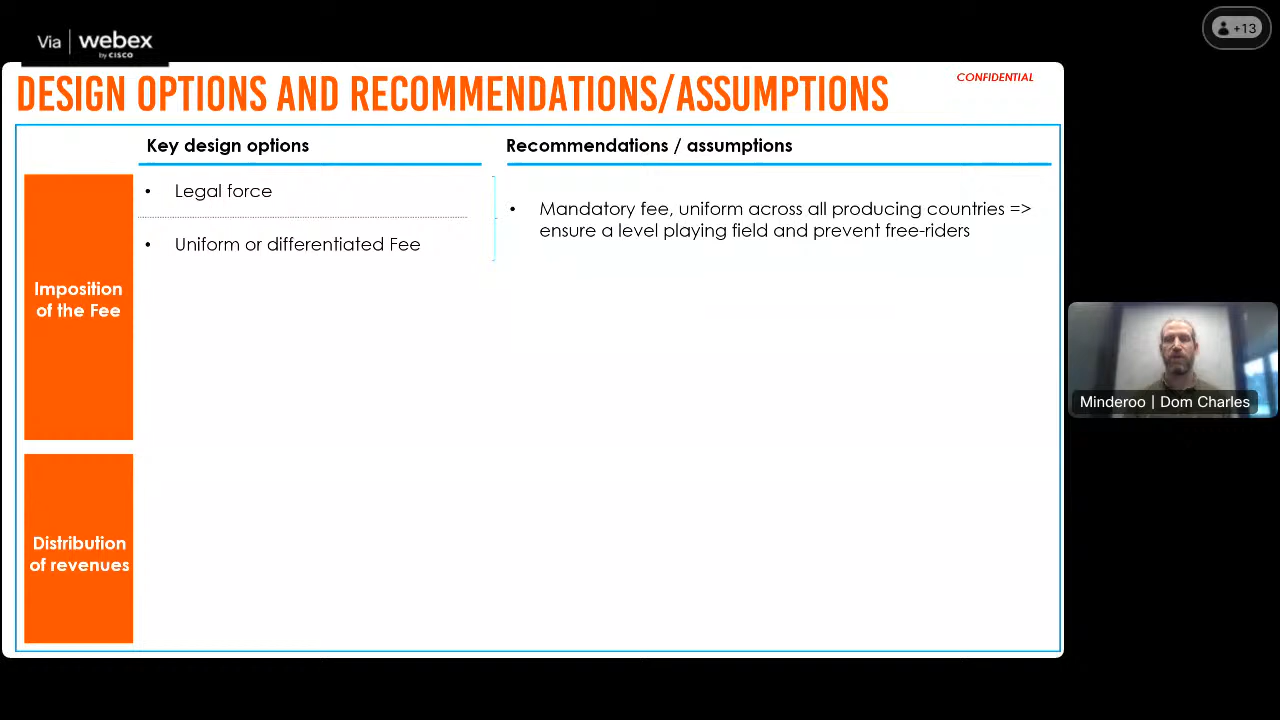 Via webex
by CISCO
+13
DESIGN OPTIONS AND RECOMMENDATIONS/ASSUMPTIONS
CONFIDENTIAL
Key design options
Recommendations / assumptions
Imposition
of the Fee
• Legal force
• Uniform or differentiated Fee
• Mandatory fee, uniform across all producing countries =>
ensure a level playing field and prevent free-riders
Distribution
of revenues
Minderoo | Dom Charles